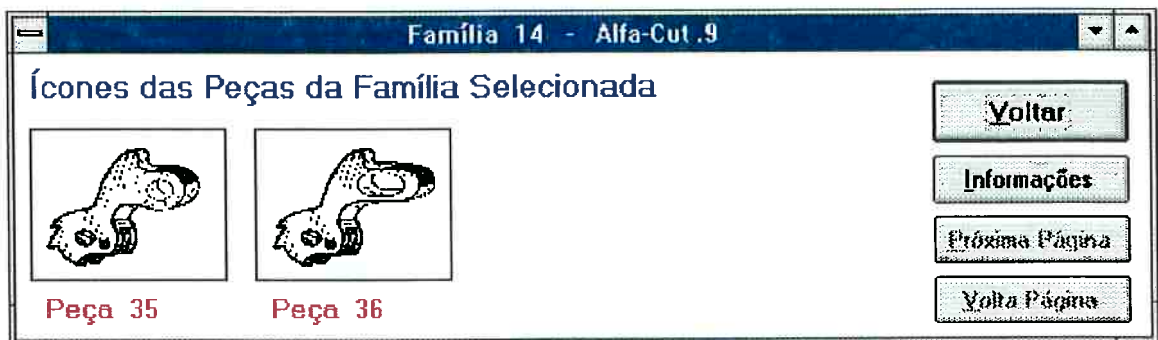 Família 14 - Alfa-Cut.9
Ícones das Peças da Família Selecionada
Voltar
Informações
Próxima Página
Volta Página
Peça 35
Peça 36